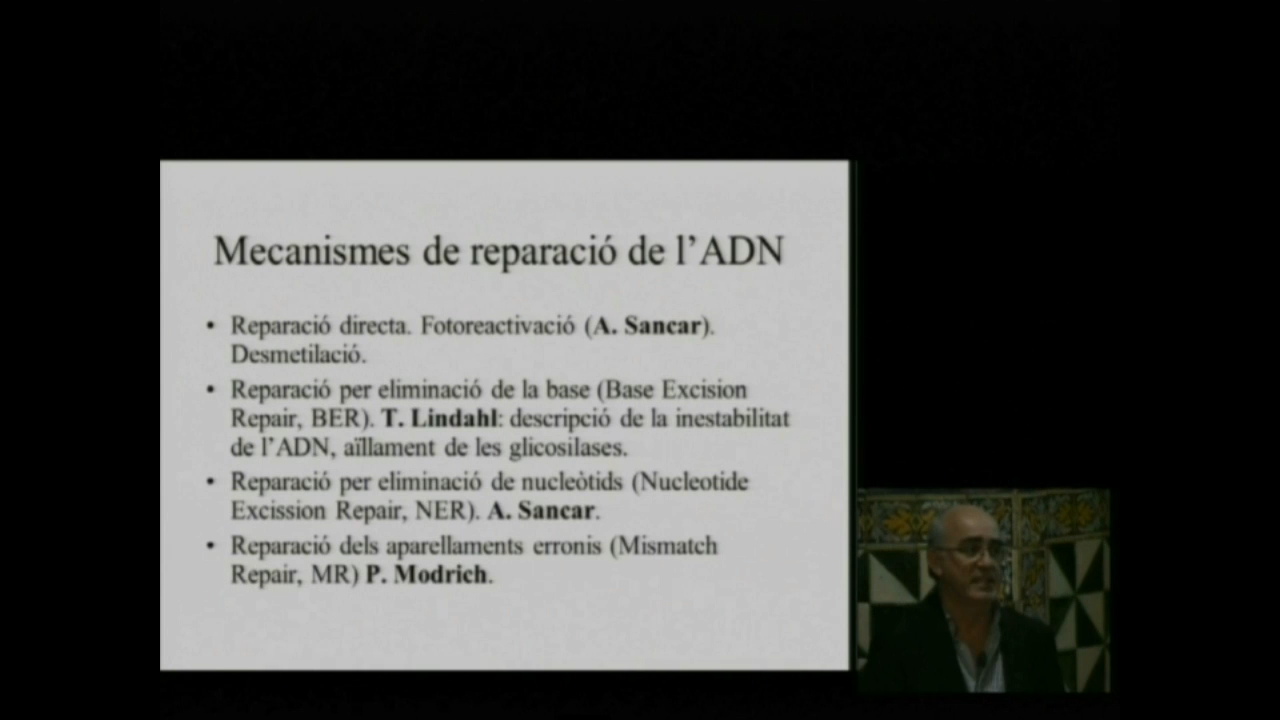 Mecanismes de reparació de l'ADN
• Reparació directa. Fotoreactivació (A. Sancar).
Desmetilació.
• Reparació per eliminació de la base (Base Excision
Repair, BER). T. Lindahl: descripció de la inestabilitat
de l'ADN, aïllament de les glicosilases.
• Reparació per eliminació de nucleòtids (Nucleotide
Excission Repair, NER). A. Sancar.
• Reparació dels aparellaments erronis (Mismatch
Repair, MR) P. Modrich.